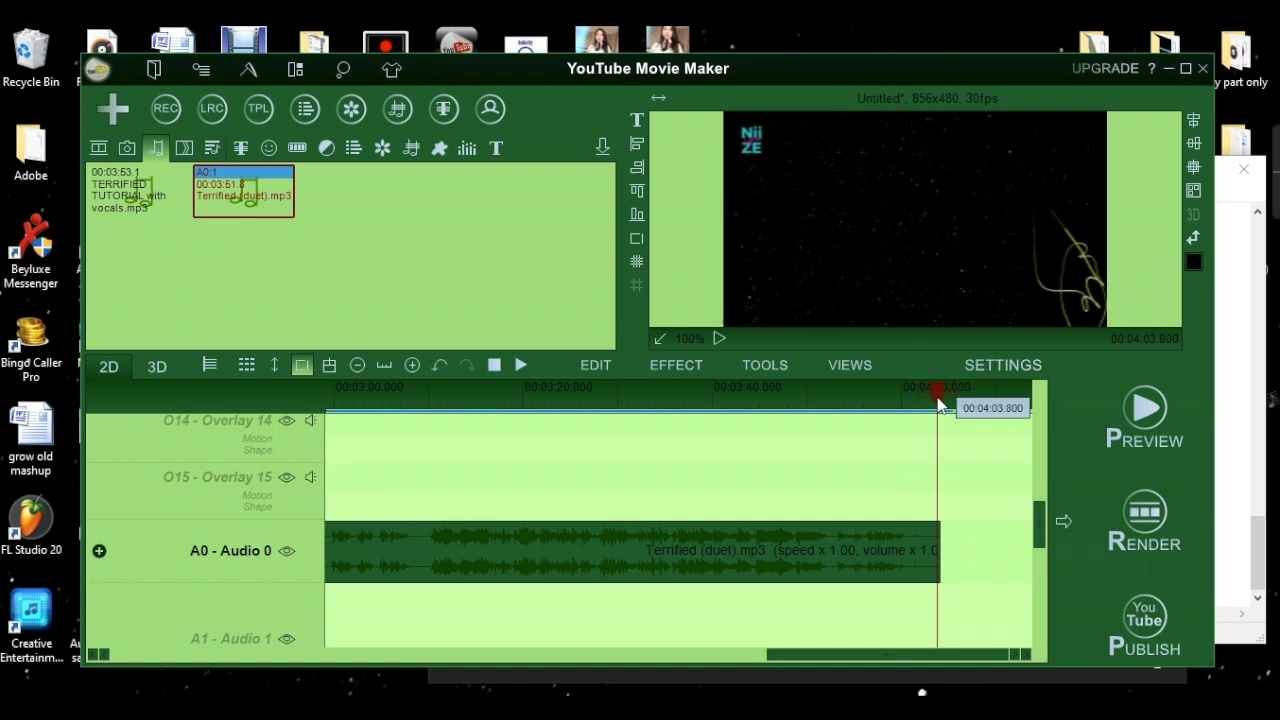 Recycle Bin
Adobe
Beyluxe
Messenger
Bingo Caller
Pro
grow old
mashup
FL Studio 20
Creative
Entertainm...
YouTube Movie Maker
UPGRADE ?
y part only
REC
LRC
TPL
Untitled*, 856x480, 30fps
T
T
00:03:53.1
TERRIFIED
TUTORIAL with
vocals.mp3
A0:1
00:03:51.8
Terrified (duet).mp3
Nii
ZE
3D
100%
00:04:03.800
2D
3D
EDIT
EFFECT
TOOLS
VIEWS
SETTINGS
00:03:00.000
00:03:20.000
00:03:40.000
00:04:03.800
O14 - Overlay 14
Motion
Shape
O15 - Overlay 15
Motion
Shape
A0 - Audio 0
Terrified (duet).mp3 (speed x 1.00, volume x 1.0
A1 - Audio 1
PREVIEW
RENDER
You
Tube
PUBLISH